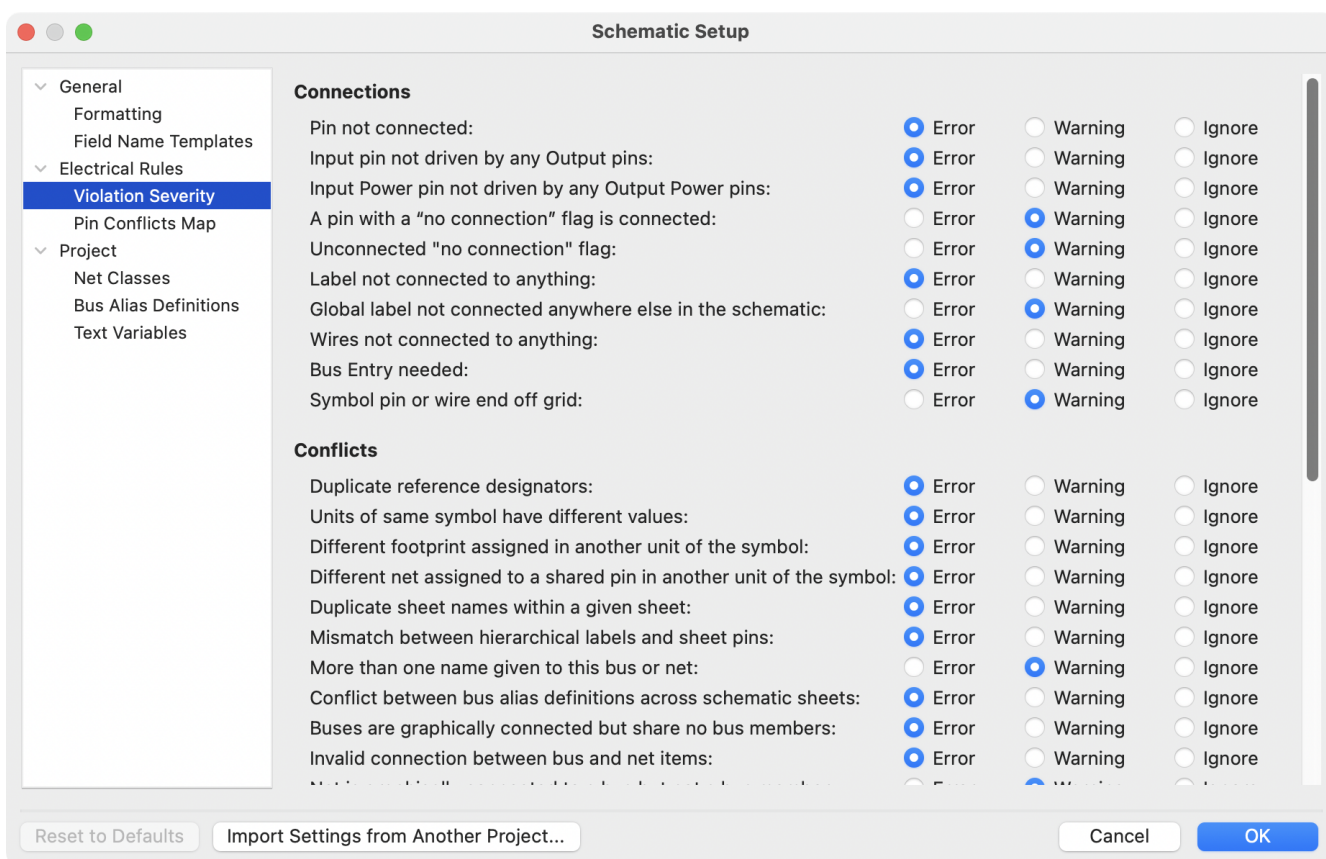 Schematic Setup
General
Formatting
Field Name Templates
Electrical Rules
Violation Severity
Pin Conflicts Map
Project
Net Classes
Bus Alias Definitions
Text Variables
Connections
Pin not connected: Error Warning Ignore
Input pin not driven by any Output pins: Error Warning Ignore
Input Power pin not driven by any Output Power pins: Error Warning Ignore
A pin with a “no connection” flag is connected: Error Warning Ignore
Unconnected "no connection" flag: Error Warning Ignore
Label not connected to anything: Error Warning Ignore
Global label not connected anywhere else in the schematic: Error Warning Ignore
Wires not connected to anything: Error Warning Ignore
Bus Entry needed: Error Warning Ignore
Symbol pin or wire end off grid: Error Warning Ignore
Conflicts
Duplicate reference designators: Error Warning Ignore
Units of same symbol have different values: Error Warning Ignore
Different footprint assigned in another unit of the symbol: Error Warning Ignore
Different net assigned to a shared pin in another unit of the symbol: Error Warning Ignore
Duplicate sheet names within a given sheet: Error Warning Ignore
Mismatch between hierarchical labels and sheet pins: Error Warning Ignore
More than one name given to this bus or net: Error Warning Ignore
Conflict between bus alias definitions across schematic sheets: Error Warning Ignore
Buses are graphically connected but share no bus members: Error Warning Ignore
Invalid connection between bus and net items: Error Warning Ignore
Reset to Defaults
Import Settings from Another Project...
Cancel
OK